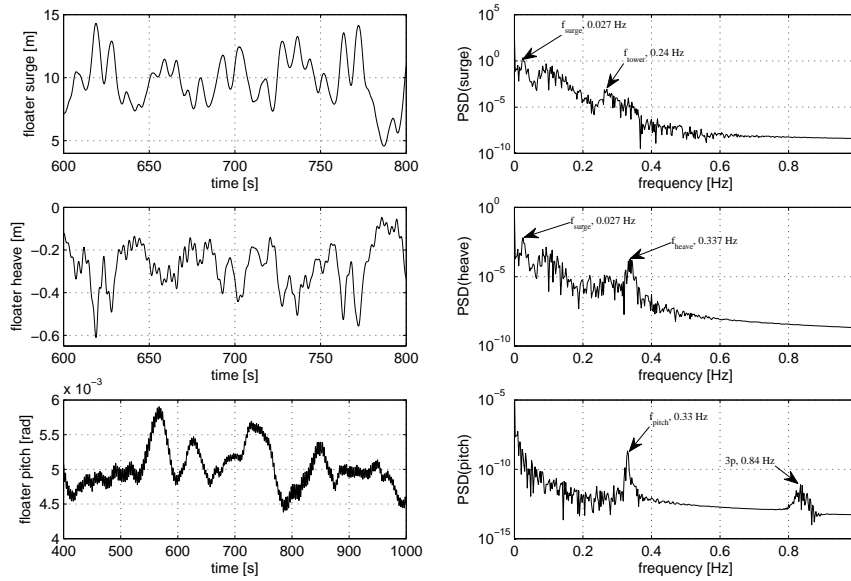 floater surge [m]
15
10
5
600 650 700 750 800
time [s]
PSD(surge)
10^5
10^0
10^-5
10^-10
f_surge, 0.027 Hz
f_tower, 0.24 Hz
0 0.2 0.4 0.6 0.8
frequency [Hz]
floater heave [m]
0
−0.2
−0.4
−0.6
600 650 700 750 800
time [s]
PSD(heave)
10^0
10^-5
10^-10
f_surge, 0.027 Hz
f_heave, 0.337 Hz
0 0.2 0.4 0.6 0.8
frequency [Hz]
x 10^-3
floater pitch [rad]
6
5.5
5
4.5
4
400 500 600 700 800 900 1000
time [s]
PSD(pitch)
10^-5
10^-10
10^-15
f_pitch, 0.33 Hz
3p, 0.84 Hz
0 0.2 0.4 0.6 0.8
frequency [Hz]